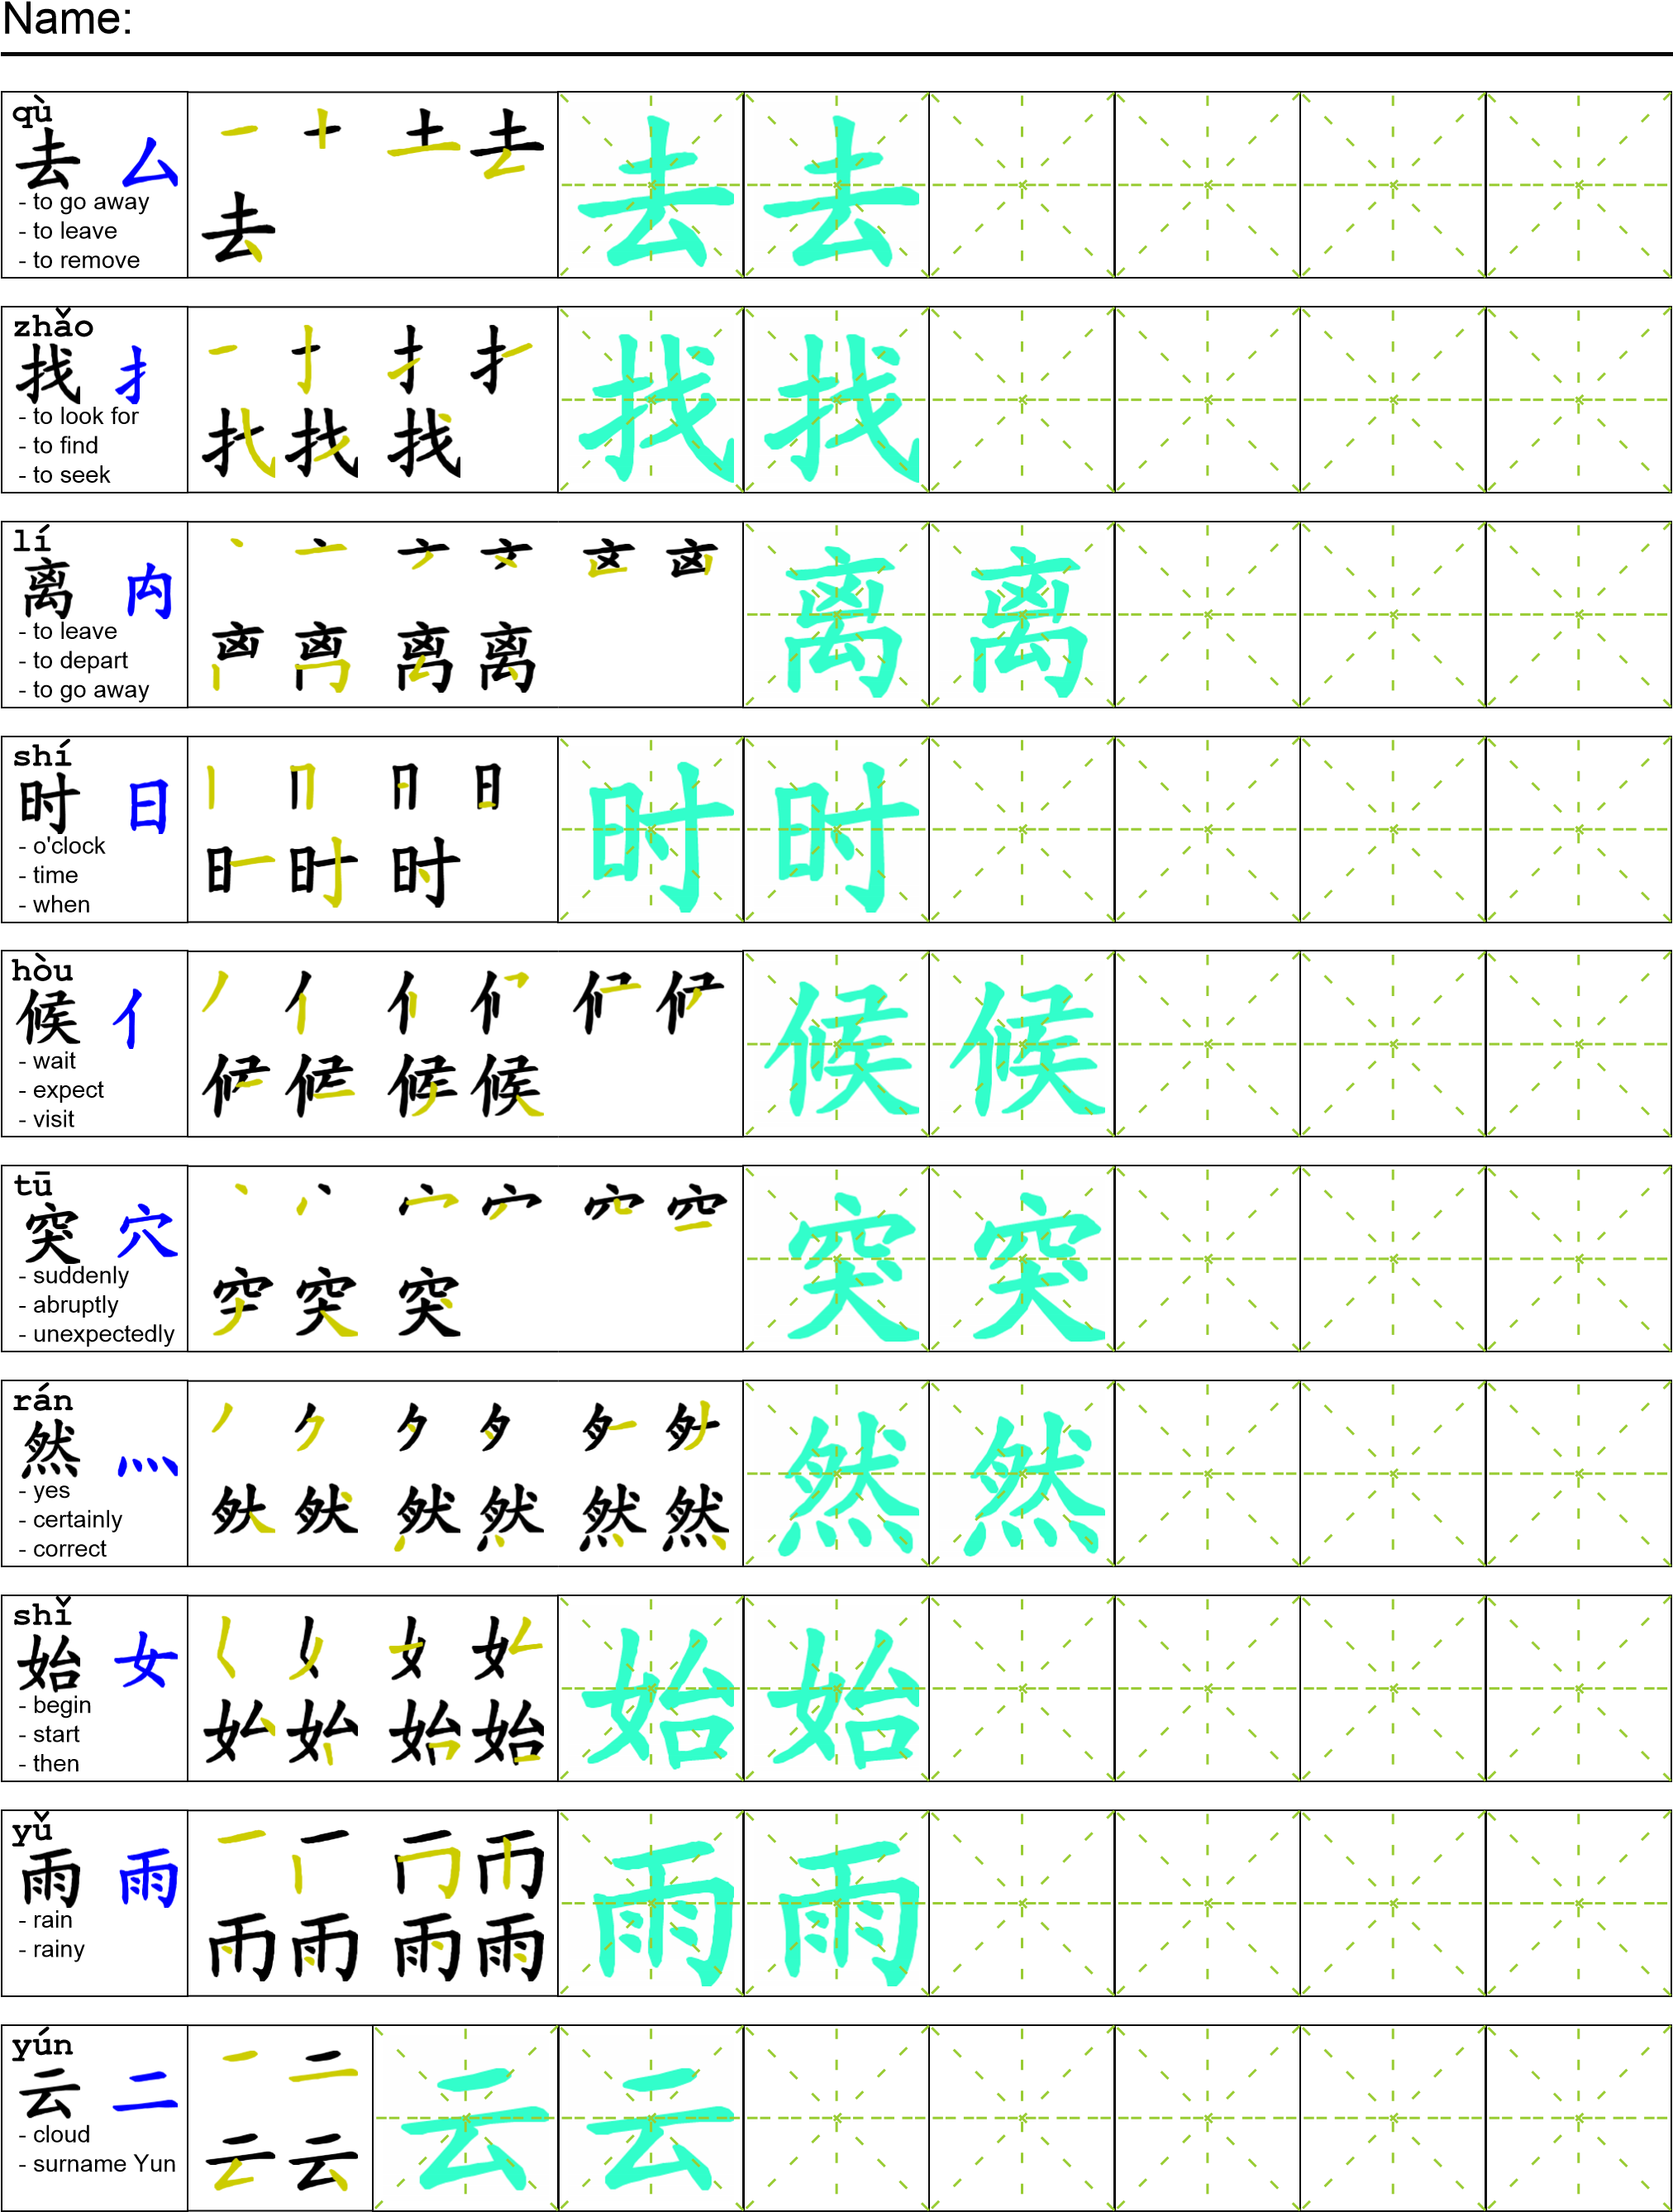 Name:
qù
去 厶
- to go away
- to leave
- to remove
去 去
zhǎo
找 扌
- to look for
- to find
- to seek
找 找
lí
离 禸
- to leave
- to depart
- to go away
离 离
shí
时 日
- o'clock
- time
- when
时 时
hòu
候 亻
- wait
- expect
- visit
候 候
tū
突 穴
- suddenly
- abruptly
- unexpectedly
突 突
rán
然 灬
- yes
- certainly
- correct
然 然
shǐ
始 女
- begin
- start
- then
始 始
yǔ
雨 雨
- rain
- rainy
雨 雨
yún
云 二
- cloud
- surname Yun
云 云